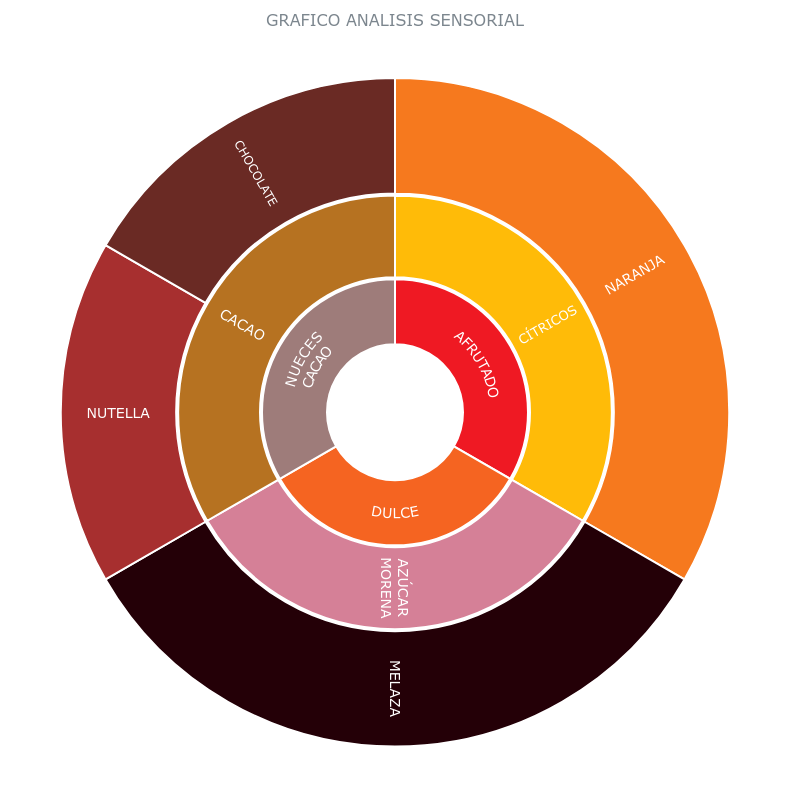 GRAFICO ANALISIS SENSORIAL
CHOCOLATE
NARANJA
CACAO
CÍTRICOS
NUECES
CACAO
AFRUTADO
NUTELLA
DULCE
AZÚCAR
MORENA
MELAZA